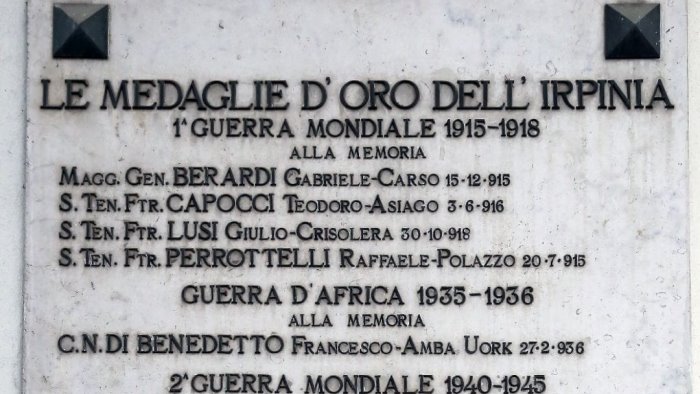 LE MEDAGLIE D' ORO DELL' IRPINIA
1ª GUERRA MONDIALE 1915-1918
ALLA MEMORIA
MAGG. GEN. BERARDI GABRIELE-CARSO 15·12·915
S. TEN. FTR. CAPOCCI TEODORO-ASIAGO 3·6·916
S. TEN. FTR. LUSI GIULIO-CRISOLERA 30·10·918
S. TEN. FTR. PERROTTELLI RAFFAELE-POLAZZO 20·7·915
GUERRA D'AFRICA 1935-1936
ALLA MEMORIA
C.N. DI BENEDETTO FRANCESCO-AMBA UORK 27·2·936
2ª GUERRA MONDIALE 1940-1945